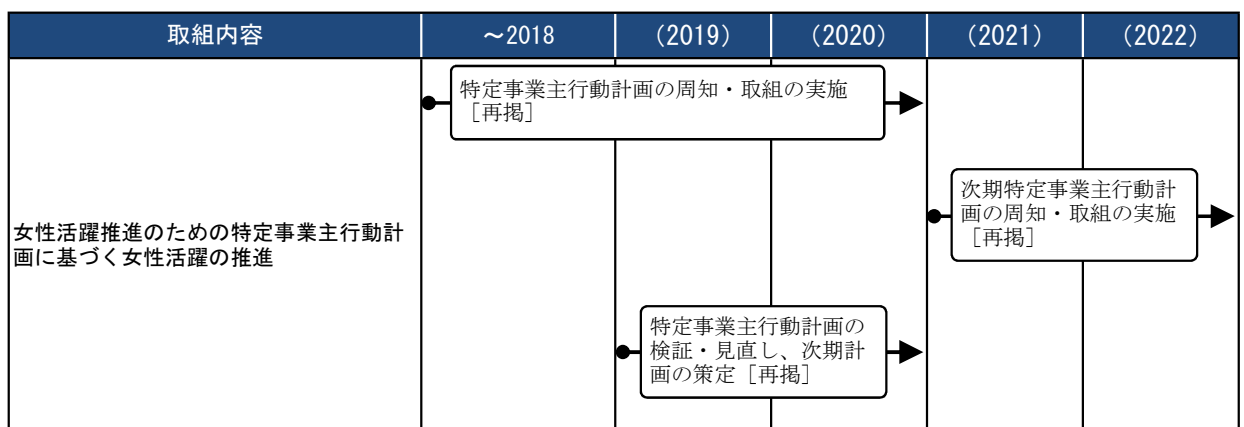 取組内容
～2018
（2019）
（2020）
（2021）
（2022）
特定事業主行動計画の周知・取組の実施
［再掲］
次期特定事業主行動計
画の周知・取組の実施
［再掲］
女性活躍推進のための特定事業主行動計
画に基づく女性活躍の推進
特定事業主行動計画の
検証・見直し、次期計
画の策定［再掲］